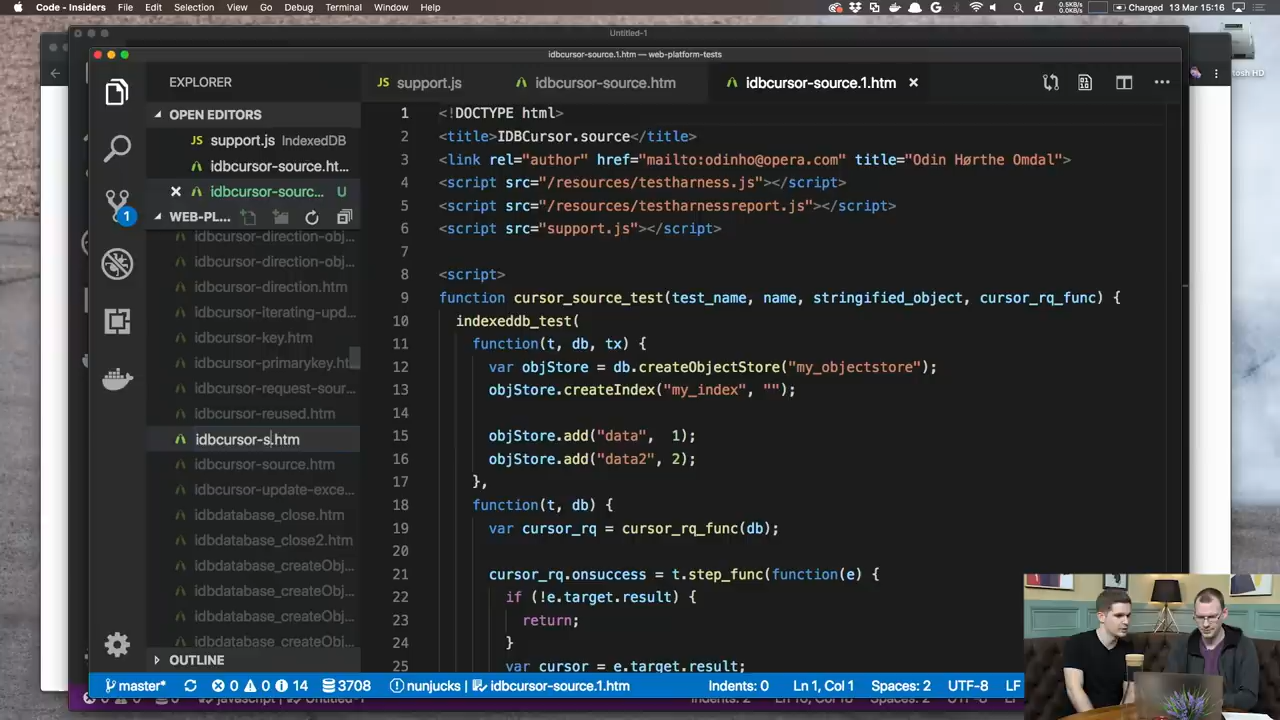 Code - Insiders File Edit Selection View Go Debug Terminal Window Help
0.5KB/s
0.0KB/s
Charged 13 Mar 15:16
Untitled-1
idbcursor-source.1.htm — web-platform-tests
tosh HD
EXPLORER
JS support.js idbcursor-source.htm idbcursor-source.1.htm
OPEN EDITORS
JS support.js IndexedDB
idbcursor-source.ht...
idbcursor-sourc... U
WEB-PL...
1
idbcursor-direction-obj...
idbcursor-direction-obj...
idbcursor-direction.htm
idbcursor-iterating-upd...
idbcursor-key.htm
idbcursor-primarykey.ht...
idbcursor-request-sour...
idbcursor-reused.htm
idbcursor-s.htm
idbcursor-source.htm
idbcursor-update-exce...
idbdatabase_close.htm
idbdatabase_close2.htm
idbdatabase_createObj...
idbdatabase_createObj...
idbdatabase_createObj...
idbdatabase_createObj...
OUTLINE
1 <!DOCTYPE html>
2 <title>IDBCursor.source</title>
3 <link rel="author" href="mailto:odinho@opera.com" title="Odin Hørthe Omdal">
4 <script src="/resources/testharness.js"></script>
5 <script src="/resources/testharnessreport.js"></script>
6 <script src="support.js"></script>
7
8 <script>
9 function cursor_source_test(test_name, name, stringified_object, cursor_rq_func) {
10 indexeddb_test(
11 function(t, db, tx) {
12 var objStore = db.createObjectStore("my_objectstore");
13 objStore.createIndex("my_index", "");
14
15 objStore.add("data", 1);
16 objStore.add("data2", 2);
17 },
18 function(t, db) {
19 var cursor_rq = cursor_rq_func(db);
20
21 cursor_rq.onsuccess = t.step_func(function(e) {
22 if (!e.target.result) {
23 return;
24 }
25 var cursor = e.target.result;
master* 0 0 14 3708 nunjucks | idbcursor-source.1.htm Indents: 0 Ln 1, Col 1 Spaces: 2 UTF-8 LF